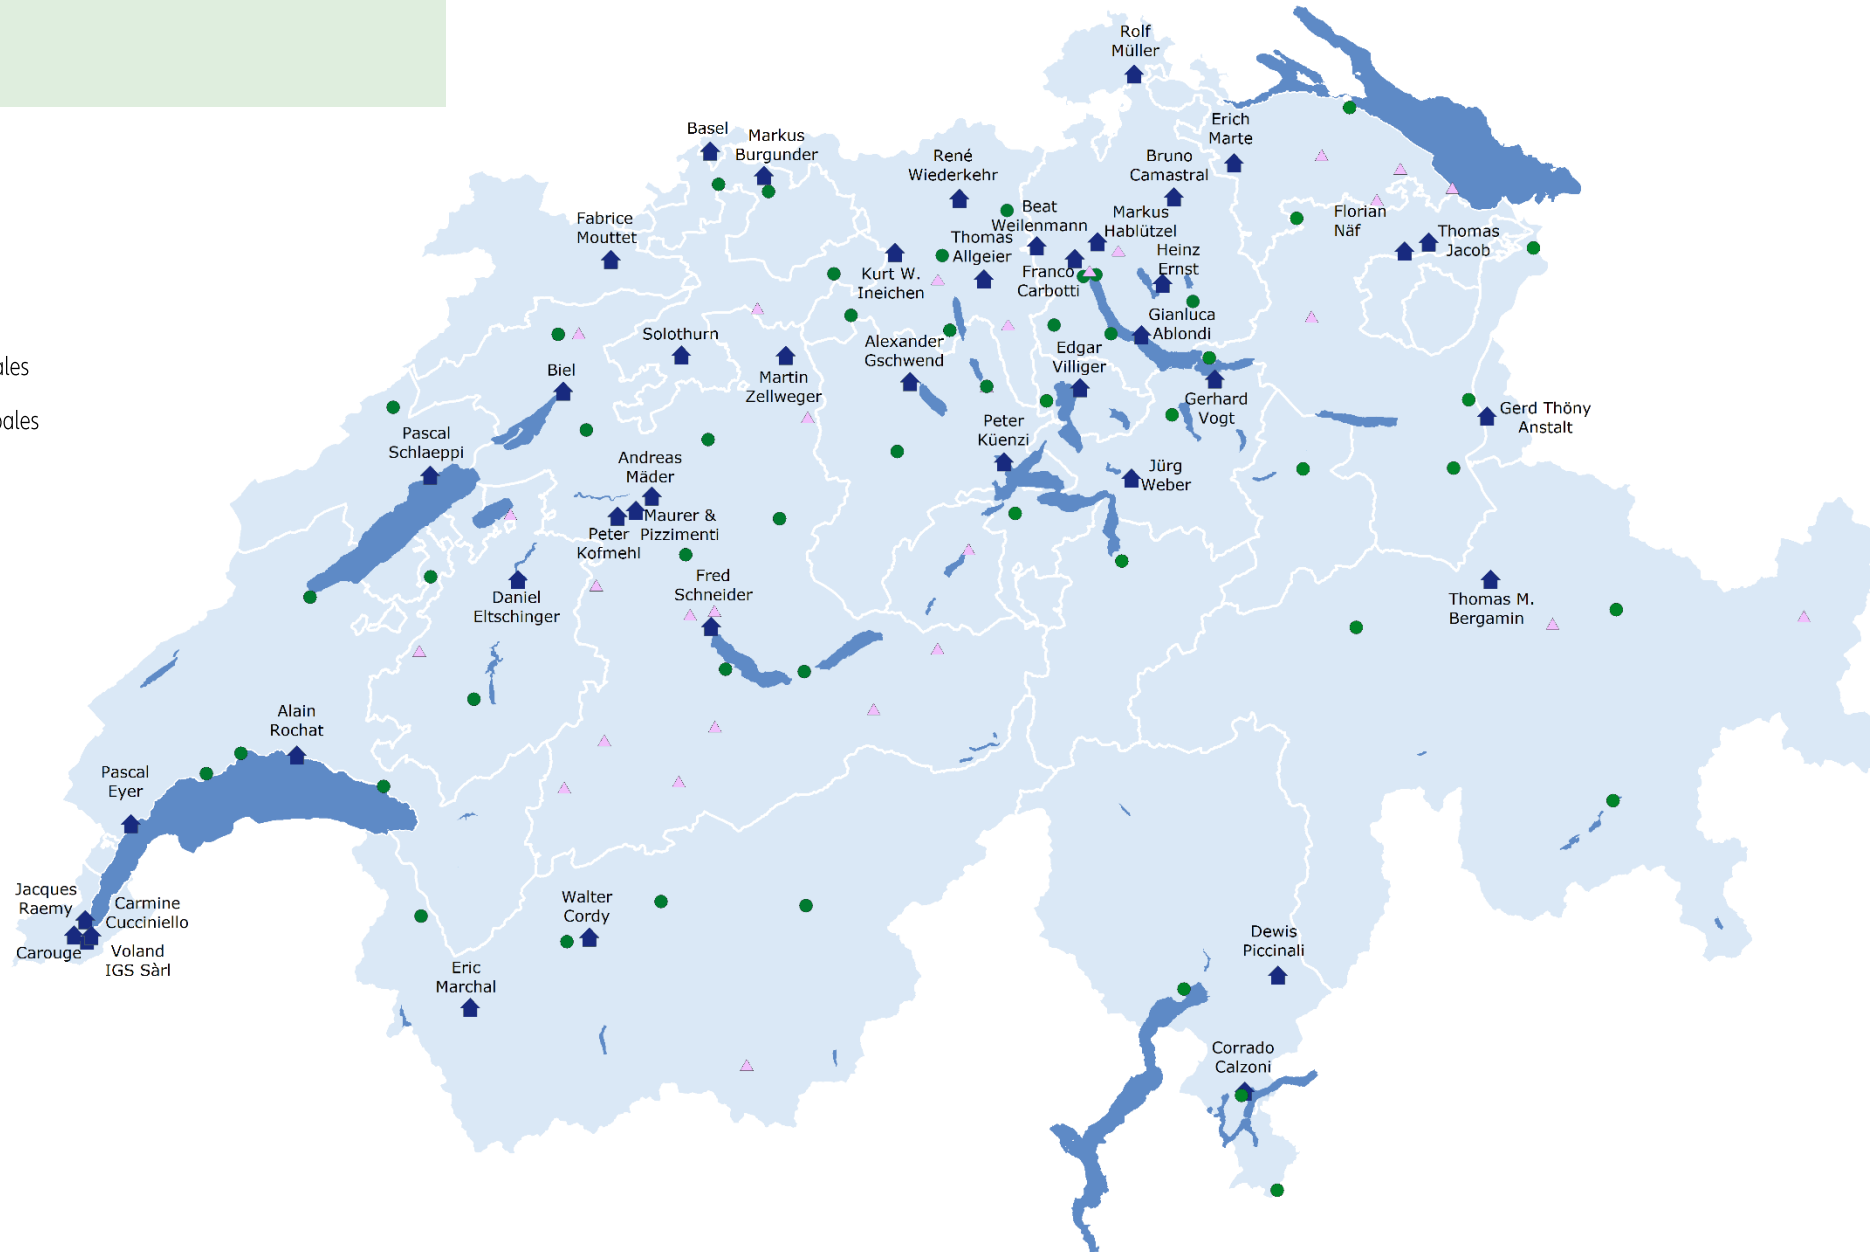 Rolf
Müller
Erich
Marte
Basel
Markus
Burgunder
René
Wiederkehr
Bruno
Camastral
Fabrice
Mouttet
Beat
Weilenmann
Markus
Hablützel
Florian
Näf
Thomas
Jacob
Thomas
Allgeier
Heinz
Ernst
Kurt W.
Ineichen
Franco
Carbotti
Gianluca
Ablondi
Solothurn
Alexander
Gschwend
Edgar
Villiger
ales
Biel
Martin
Zellweger
Gerhard
Vogt
pales
Pascal
Schlaeppi
Peter
Küenzi
Gerd Thöny
Anstalt
Andreas
Mäder
Jürg
Weber
Maurer &
Pizzimenti
Peter
Kofmehl
Fred
Schneider
Daniel
Eltschinger
Thomas M.
Bergamin
Alain
Rochat
Pascal
Eyer
Jacques
Raemy
Carmine
Cucciniello
Carouge
Voland
IGS Sàrl
Walter
Cordy
Eric
Marchal
Dewis
Piccinali
Corrado
Calzoni